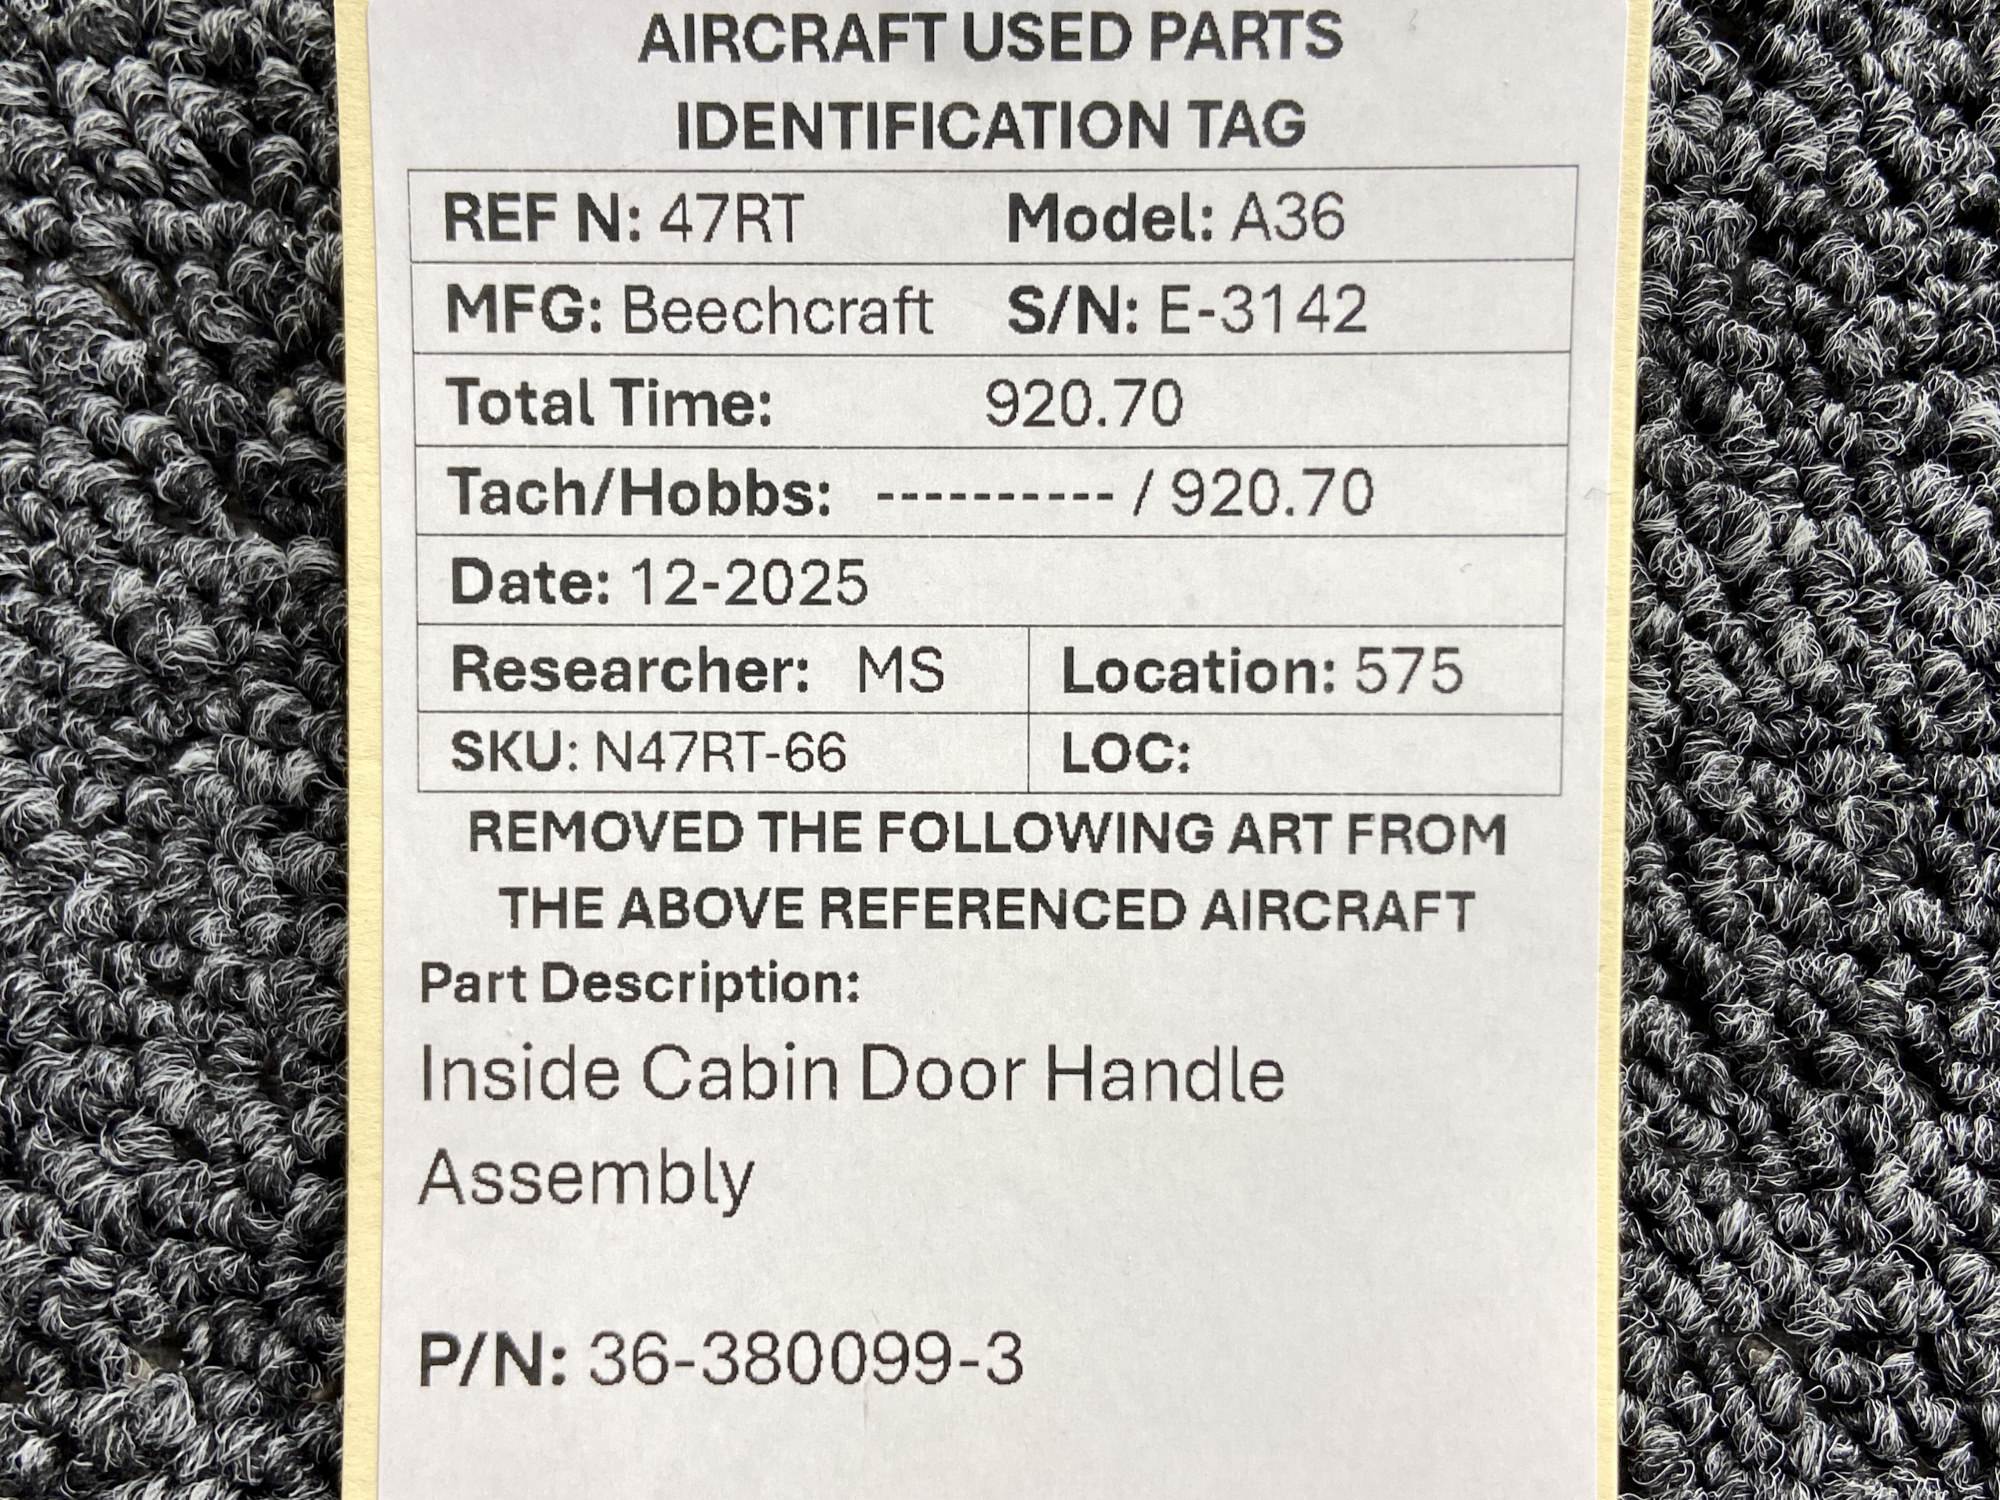 AIRCRAFT USED PARTS
IDENTIFICATION TAG
REF N: 47RT Model: A36
MFG: Beechcraft S/N: E-3142
Total Time: 920.70
Tach/Hobbs: ---------- / 920.70
Date: 12-2025
Researcher: MS Location: 575
SKU: N47RT-66 LOC:
REMOVED THE FOLLOWING ART FROM
THE ABOVE REFERENCED AIRCRAFT
Part Description:
Inside Cabin Door Handle
Assembly
P/N: 36-380099-3